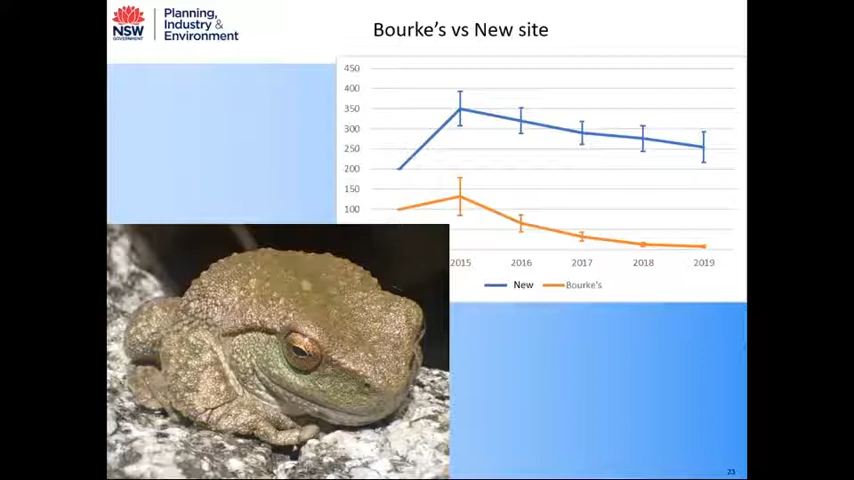 NSW
GOVERNMENT
Planning,
Industry &
Environment
Bourke's vs New site
450
400
350
300
250
200
150
100
2015 2016 2017 2018 2019
New Bourke's
23